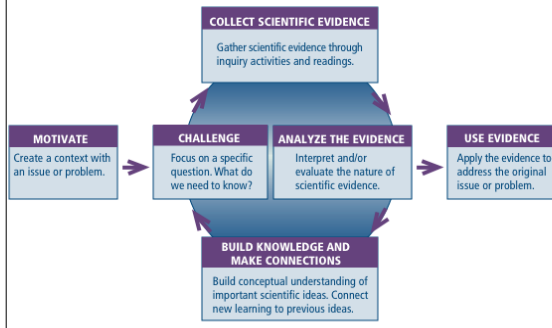 COLLECT SCIENTIFIC EVIDENCE
Gather scientific evidence through
inquiry activities and readings.
MOTIVATE
Create a context with
an issue or problem.
CHALLENGE
Focus on a specific
question. What do
we need to know?
ANALYZE THE EVIDENCE
Interpret and/or
evaluate the nature of
scientific evidence.
USE EVIDENCE
Apply the evidence to
address the original
issue or problem.
BUILD KNOWLEDGE AND
MAKE CONNECTIONS
Build conceptual understanding of
important scientific ideas. Connect
new learning to previous ideas.